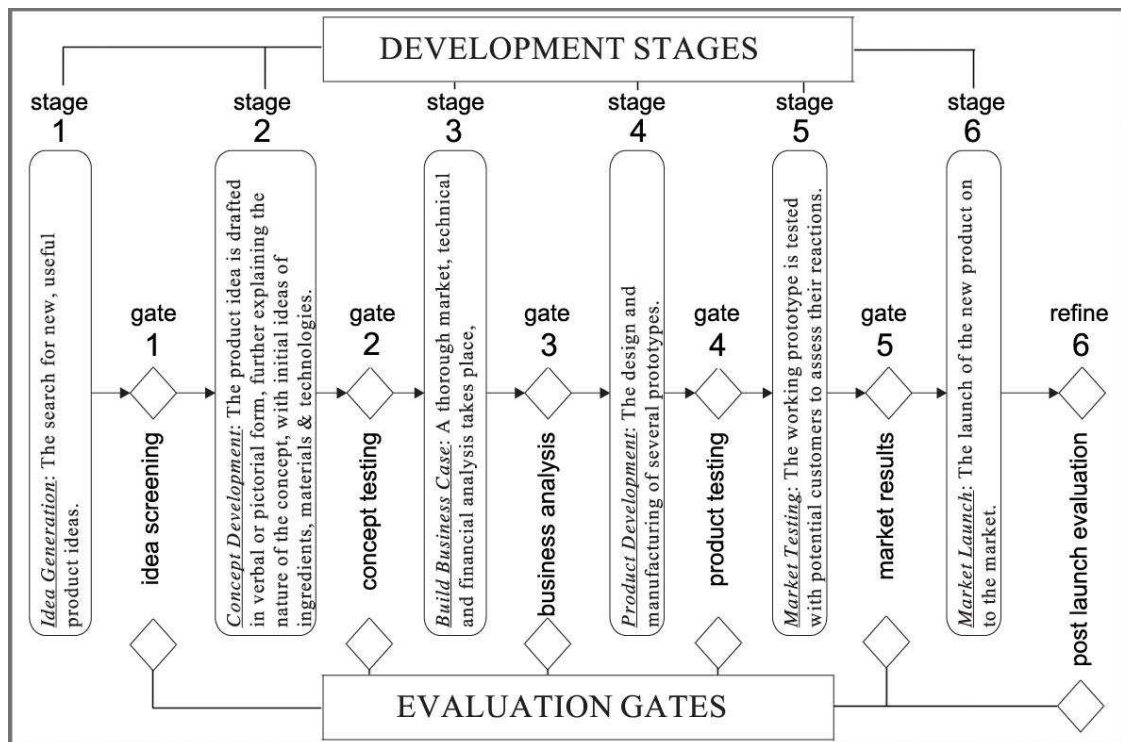 DEVELOPMENT STAGES
stage
1
stage
2
stage
3
stage
4
stage
5
stage
6
Idea Generation: The search for new, useful
product ideas.
gate
1
idea screening
Concept Development: The product idea is drafted
in verbal or pictorial form, further explaining the
nature of the concept, with initial ideas of
ingredients, materials & technologies.
gate
2
concept testing
Build Business Case: A thorough market, technical
and financial analysis takes place,
gate
3
business analysis
Product Development: The design and
manufacturing of several prototypes.
gate
4
product testing
Market Testing: The working prototype is tested
with potential customers to assess their reactions.
gate
5
market results
Market Launch: The launch of the new product on
to the market.
refine
6
post launch evaluation
EVALUATION GATES